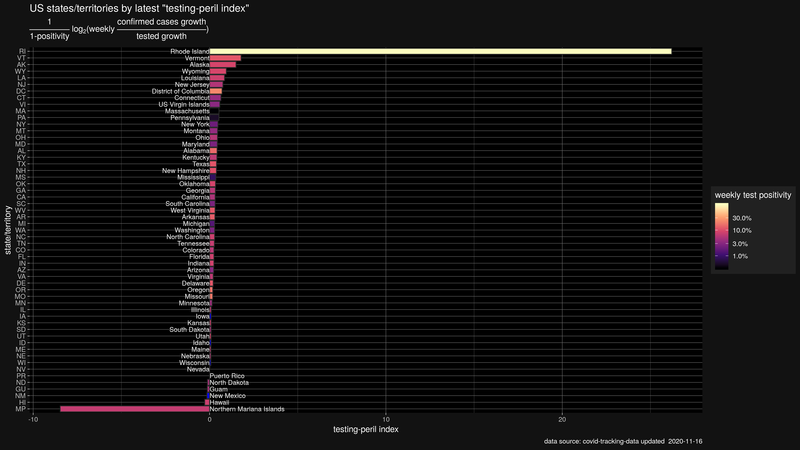 US states/territories by latest "testing-peril index"
1 confirmed cases growth
log2(weekly )
1-positivity tested growth
RI Rhode Island
VT Vermont
AK Alaska
WY Wyoming
LA Louisiana
NJ New Jersey
DC District of Columbia
CT Connecticut
VI US Virgin Islands
MA Massachusetts
PA Pennsylvania
NY New York
MT Montana
OH Ohio
MD Maryland
AL Alabama
KY Kentucky
TX Texas
NH New Hampshire
MS Mississippi
OK Oklahoma
GA Georgia
CA California
SC South Carolina
WV West Virginia
AR Arkansas
MI Michigan
WA Washington
NC North Carolina
TN Tennessee
CO Colorado
FL Florida
IN Indiana
AZ Arizona
VA Virginia
DE Delaware
OR Oregon
MO Missouri
MN Minnesota
IL Illinois
IA Iowa
KS Kansas
SD South Dakota
UT Utah
ID Idaho
ME Maine
NE Nebraska
WI Wisconsin
NV Nevada
PR Puerto Rico
ND North Dakota
GU Guam
NM New Mexico
HI Hawaii
MP Northern Mariana Islands
state/territory
-10 0 10 20
testing-peril index
weekly test positivity
30.0%
10.0%
3.0%
1.0%
data source: covid-tracking-data updated 2020-11-16